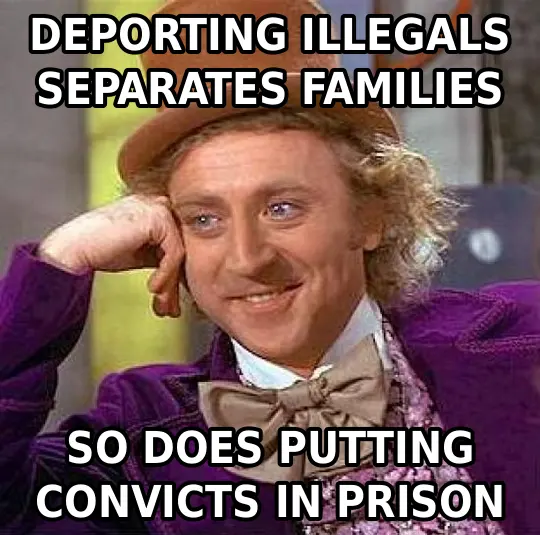 DEPORTING ILLEGALS
SEPARATES FAMILIES
SO DOES PUTTING
CONVICTS IN PRISON